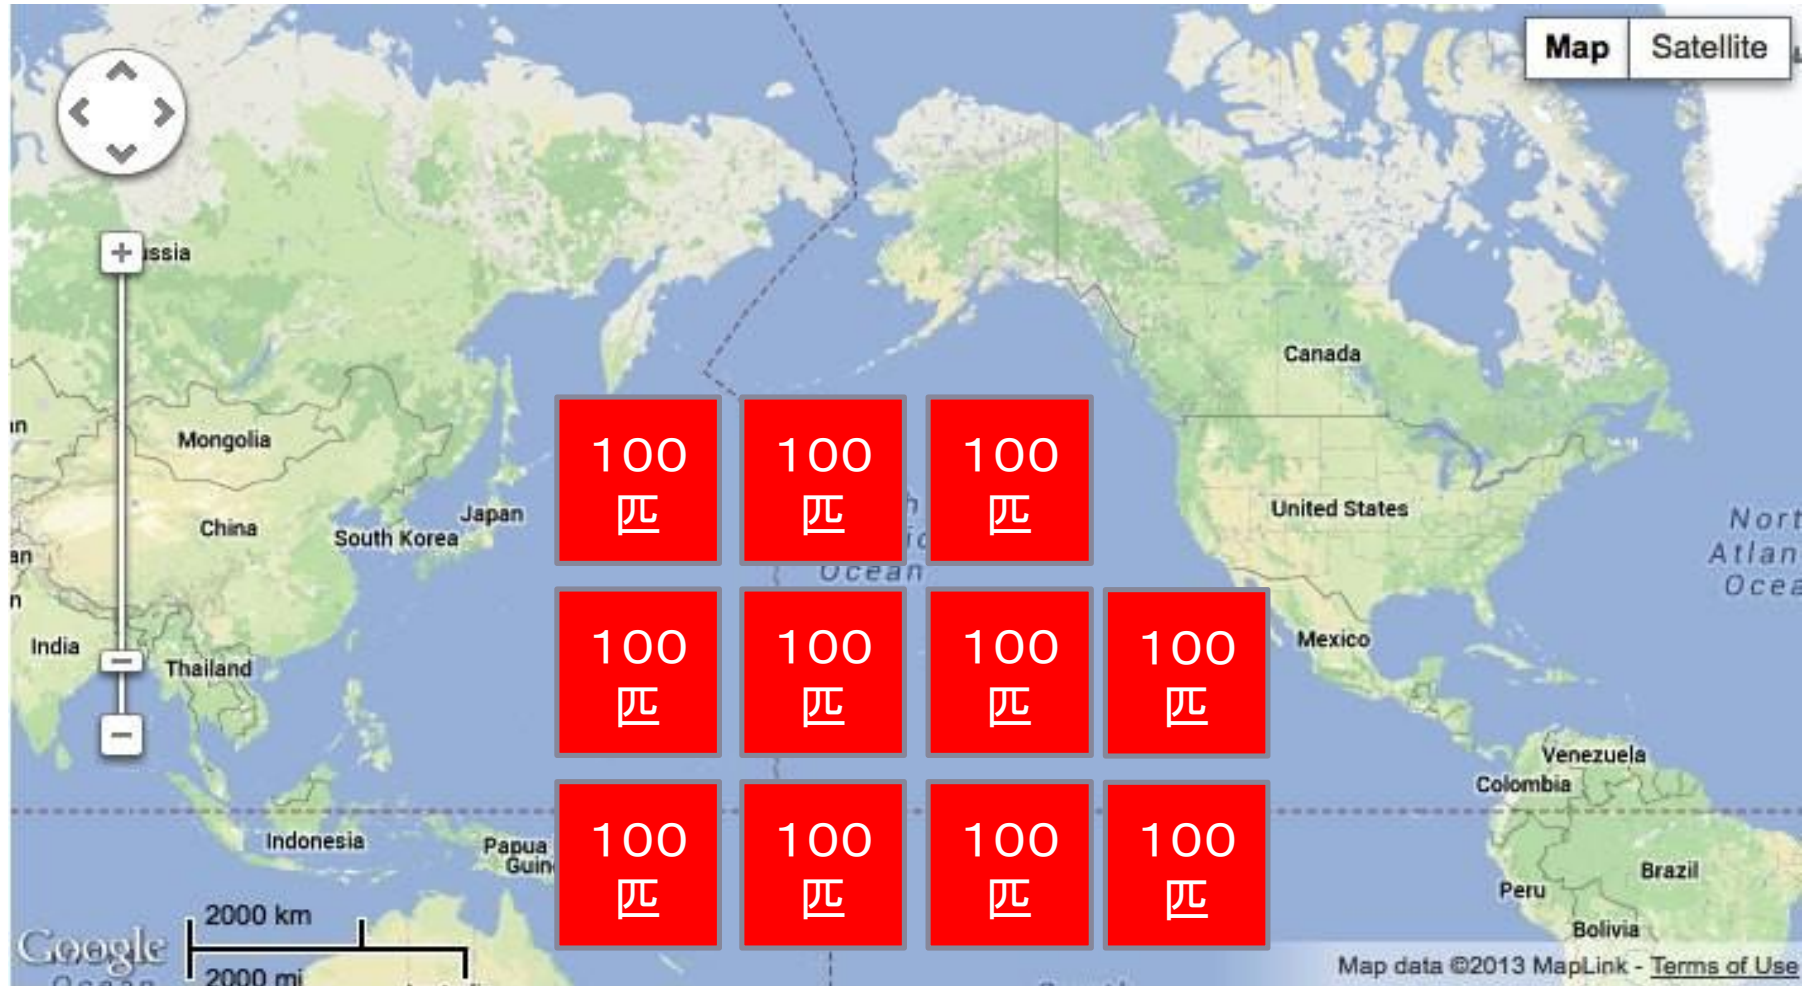 Map Satellite
ussia
Canada
Mongolia
100 100 100
匹 匹 匹
United States
Japan
China
South Korea
Ocean
Nort
Atlan
Ocea
100 100 100 100
匹 匹 匹 匹
India
Mexico
Thailand
Venezuela
Colombia
100 100 100 100
匹 匹 匹 匹
Indonesia
Papua
Guin
Brazil
Peru
2000 km
Bolivia
Google
Map data ©2013 MapLink - Terms of Use
2000 mi